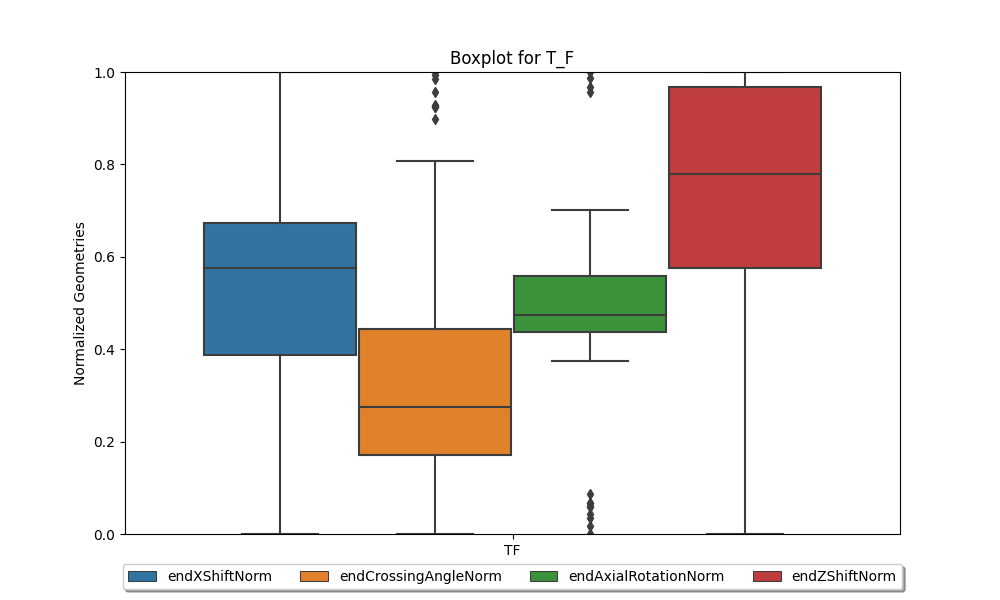 Boxplot for T_F
1.0
0.8
0.6
0.4
0.2
0.0
Normalized Geometries
TF
endXShiftNorm endCrossingAngleNorm endAxialRotationNorm endZShiftNorm